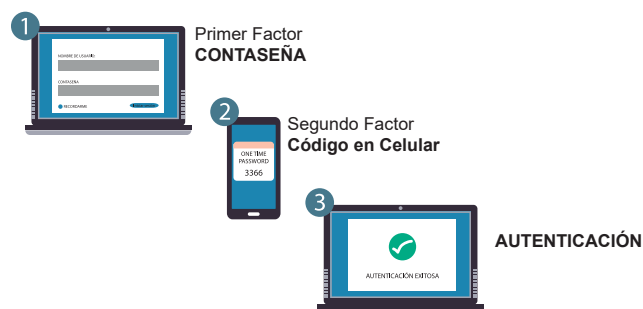 1
Primer Factor
CONTASEÑA
NOMBRE DE USUARIO
CONTASEÑA
RECORDARME
2
Segundo Factor
Código en Celular
ONE TIME
PASSWORD
3366
3
AUTENTICACIÓN
AUTENTICACIÓN EXITOSA